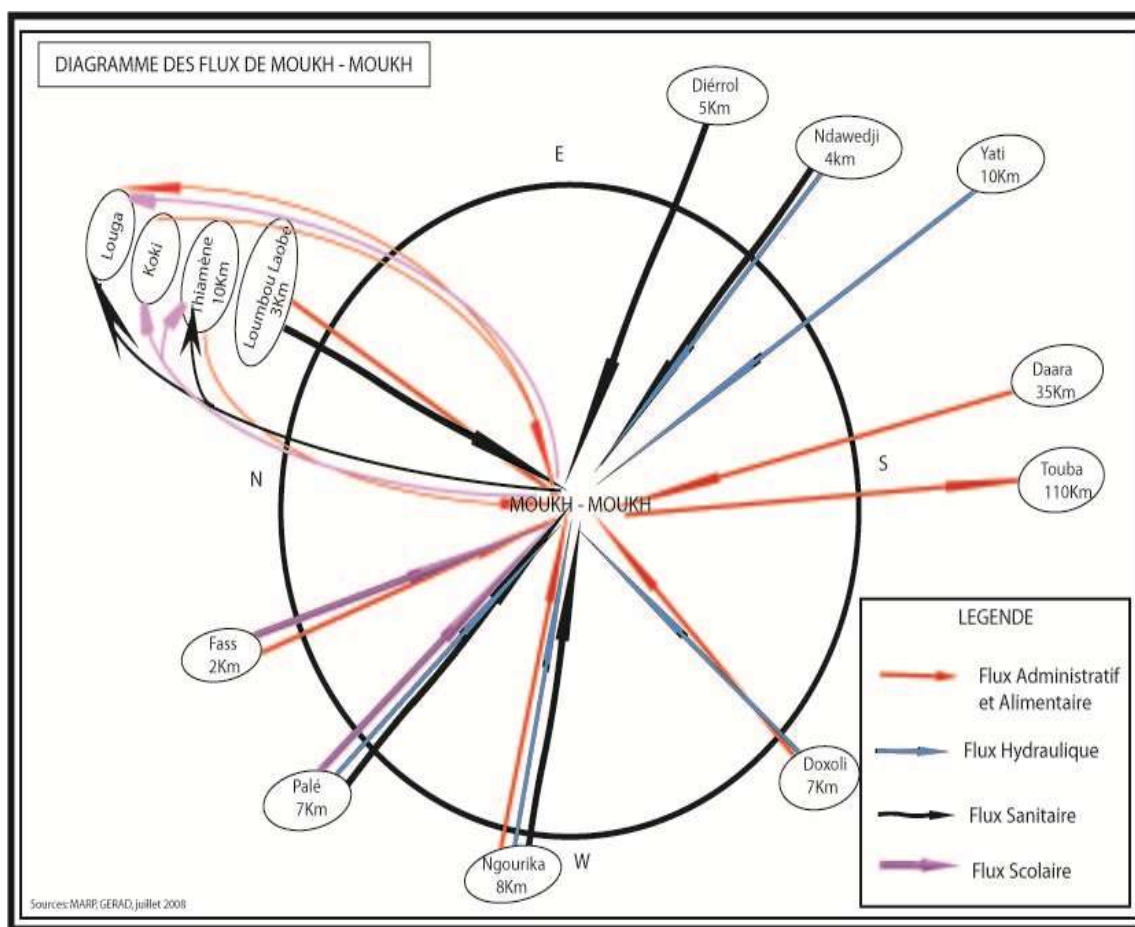 DIAGRAMME DES FLUX DE MOUKH - MOUKH
Diérrol
5Km
Ndawedji
4km
Yati
10Km
E
Louga
Koki
Thiamène
10Km
Loumbou Laobé
3Km
Daara
35Km
N
S
Touba
110Km
MOUKH - MOUKH
Fass
2Km
Palé
7Km
Ngourika
8Km
W
Doxoli
7Km
LEGENDE
Flux Administratif
et Alimentaire
Flux Hydraulique
Flux Sanitaire
Flux Scolaire
Sources: MARP, GERAD, juillet 2008